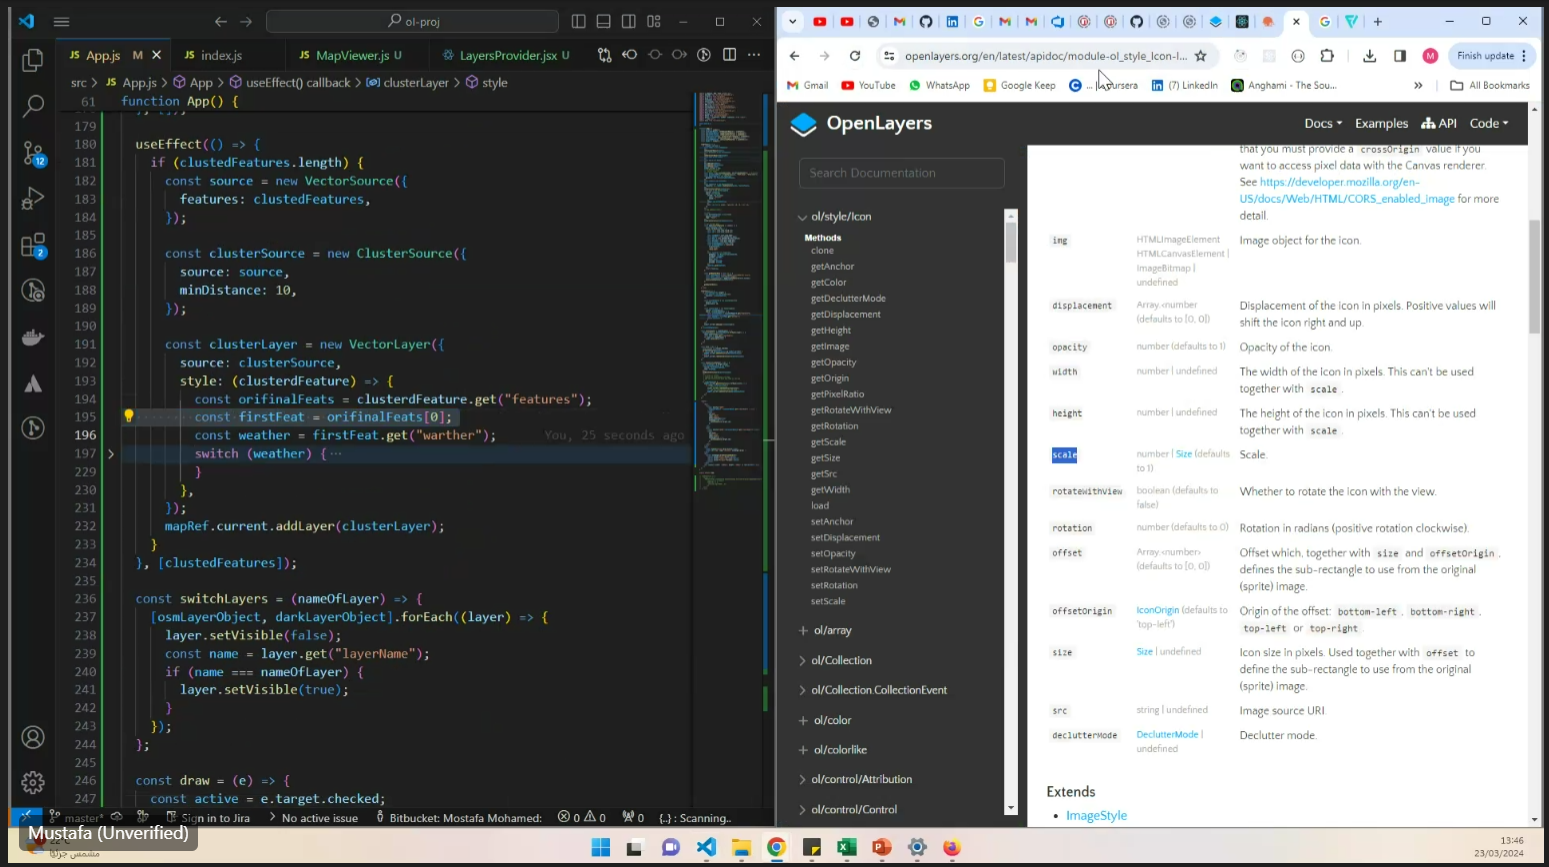 ol-proj
JS App.js M
JS index.js
JS MapViewer.js U
LayersProvider.js U
src > JS App.js > App > useEffect() callback > clusterLayer > style
61 function App() {
179
180 useEffect(() => {
181 if (clustedFeatures.length) {
182 const source = new VectorSource({
183 features: clustedFeatures,
184 });
185
186 const clusterSource = new ClusterSource({
187 source: source,
188 minDistance: 10,
189 });
190
191 const clusterLayer = new VectorLayer({
192 source: clusterSource,
193 style: (clusterdFeature) => {
194 const orifinalFeats = clusterdFeature.get("features");
195 const firstFeat = orifinalFeats[0];
196 const weather = firstFeat.get("warther"); You, 25 seconds ago
197 switch (weather) { ⋯
229 }
230 },
231 });
232 mapRef.current.addLayer(clusterLayer);
233 }
234 }, [clustedFeatures]);
235
236 const switchLayers = (nameOfLayer) => {
237 [osmLayerObject, darkLayerObject].forEach((layer) => {
238 layer.setVisible(false);
239 const name = layer.get("layerName");
240 if (name === nameOfLayer) {
241 layer.setVisible(true);
242 }
243 });
244 };
245
246 const draw = (e) => {
247 const active = e.target.checked;
12
2
master*
Sign in to Jira
No active issue
Bitbucket: Mostafa Mohamed:
0 0
0
{..} : Scanning..
Mustafa (Unverified)
22°C
مشمس جزئيًا
openlayers.org/en/latest/apidoc/module-ol_style_Icon-I...
M
Finish update
Gmail
YouTube
WhatsApp
Google Keep
...ursera
(7) LinkedIn
Anghami - The Sou...
»
All Bookmarks
OpenLayers
Docs
Examples
API
Code
Search Documentation
ol/style/Icon
Methods
clone
getAnchor
getColor
getDeclutterMode
getDisplacement
getHeight
getImage
getOpacity
getOrigin
getPixelRatio
getRotateWithView
getRotation
getScale
getSize
getSrc
getWidth
load
setAnchor
setDisplacement
setOpacity
setRotateWithView
setRotation
setScale
ol/array
ol/Collection
ol/Collection.CollectionEvent
ol/color
ol/colorlike
ol/control/Attribution
ol/control/Control
that you must provide a crossOrigin value if you
want to access pixel data with the Canvas renderer.
See https://developer.mozilla.org/en-
US/docs/Web/HTML/CORS_enabled_image for more
detail.
img HTMLImageElement Image object for the icon.
HTMLCanvasElement |
ImageBitmap |
undefined
displacement Array.<number Displacement of the icon in pixels. Positive values will
(defaults to [0, 0]) shift the icon right and up.
opacity number (defaults to 1) Opacity of the icon.
width number | undefined The width of the icon in pixels. This can't be used
together with scale.
height number | undefined The height of the icon in pixels. This can't be used
together with scale.
scale number | Size (defaults Scale.
to 1)
rotateWithView boolean (defaults to Whether to rotate the icon with the view.
false)
rotation number (defaults to 0) Rotation in radians (positive rotation clockwise).
offset Array.<number> Offset which, together with size and offsetOrigin,
(defaults to [0, 0]) defines the sub-rectangle to use from the original
(sprite) image.
offsetOrigin IconOrigin (defaults to Origin of the offset: bottom-left, bottom-right,
'top-left') top-left or top-right.
size Size | undefined Icon size in pixels. Used together with offset to
define the sub-rectangle to use from the original
(sprite) image.
src string | undefined Image source URI.
declutterMode DeclutterMode | Declutter mode.
undefined
Extends
• ImageStyle
13:46
23/03/2024